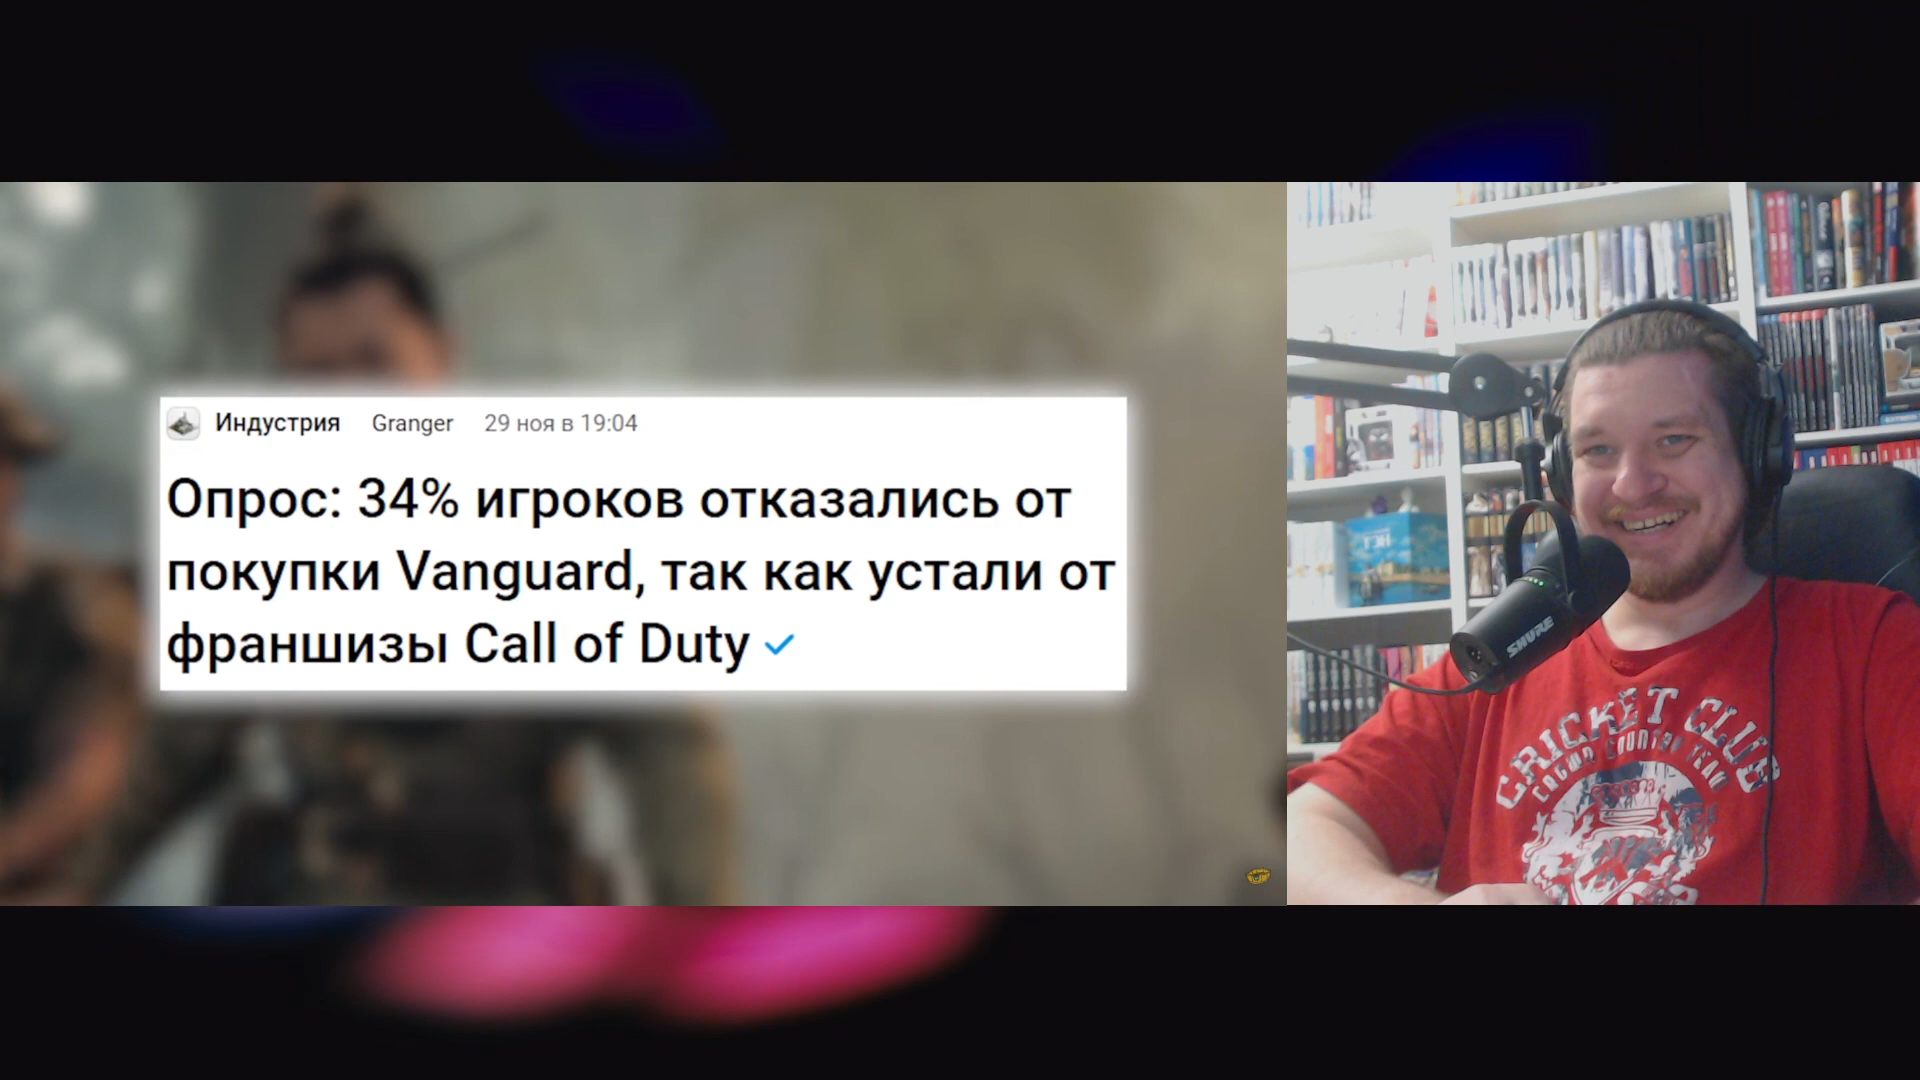 Индустрия Granger 29 ноя в 19:04
Опрос: 34% игроков отказались от
покупки Vanguard, так как устали от
франшизы Call of Duty
SHURE
CRICKET CLUB